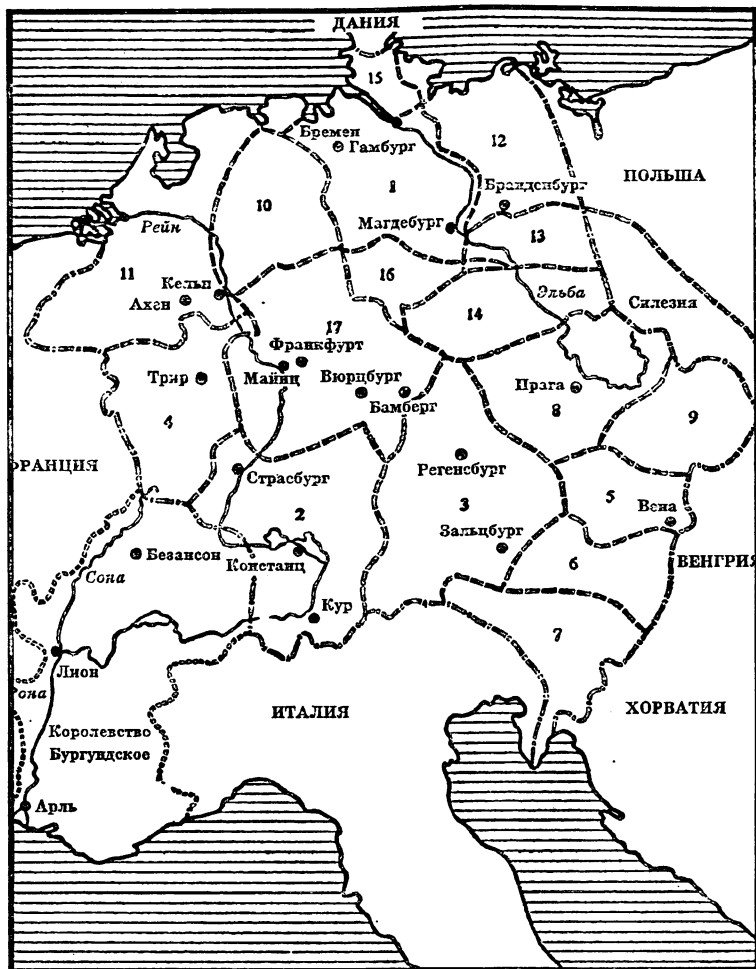 ДАНИЯ
15
Бремен
Гамбург
12
1
ПОЛЬША
Бранденбург
10
Магдебург
Рейн
13
11
16
Кельн
Ахен
Эльба
Силезия
14
17
Франкфурт
Трир
Майнц
Вюрцбург
Прага
Бамберг
8
4
9
ФРАНЦИЯ
Регенсбург
Страсбург
5
2
3
Вена
Зальцбург
Безансон
Констанц
6
ВЕНГРИЯ
Сона
Кур
7
Лион
Рона
ИТАЛИЯ
ХОРВАТИЯ
Королевство
Бургундское
Арль